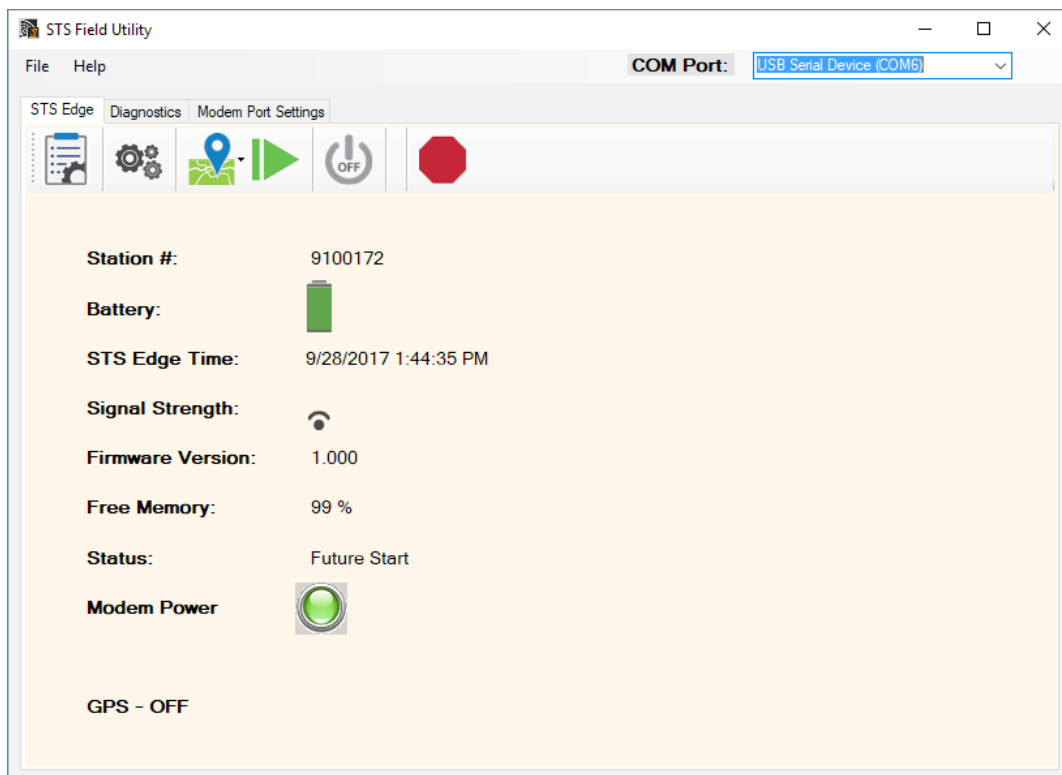 STS Field Utility
File Help COM Port: USB Serial Device (COM6)
STS Edge Diagnostics Modem Port Settings
OFF
Station #: 9100172
Battery:
STS Edge Time: 9/28/2017 1:44:35 PM
Signal Strength:
Firmware Version: 1.000
Free Memory: 99 %
Status: Future Start
Modem Power
GPS - OFF